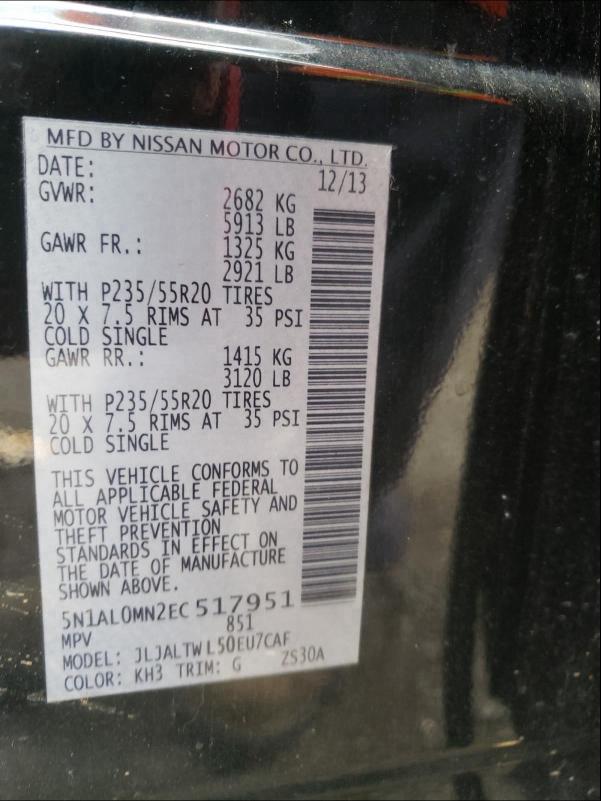 MFD BY NISSAN MOTOR CO., LTD.
DATE: 12/13
GVWR: 2682 KG
5913 LB
GAWR FR.: 1325 KG
2921 LB
WITH P235/55R20 TIRES
20 X 7.5 RIMS AT 35 PSI
COLD SINGLE
GAWR RR.: 1415 KG
3120 LB
WITH P235/55R20 TIRES
20 X 7.5 RIMS AT 35 PSI
COLD SINGLE
THIS VEHICLE CONFORMS TO
ALL APPLICABLE FEDERAL
MOTOR VEHICLE SAFETY AND
THEFT PREVENTION
STANDARDS IN EFFECT ON
THE DATE OF MANUFACTURE
SHOWN ABOVE.
5N1AL0MN2EC517951
MPV 851
MODEL: JLJALTWL50EU7CAF
COLOR: KH3 TRIM: G ZS30A